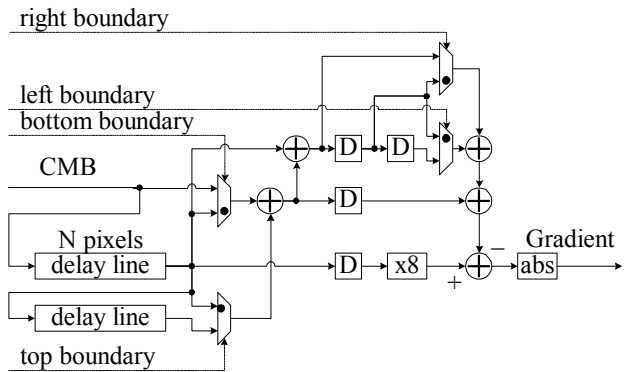 right boundary
left boundary
bottom boundary
D
D
CMB
D
N pixels
delay line
D
x8
+
−
Gradient
abs
delay line
top boundary